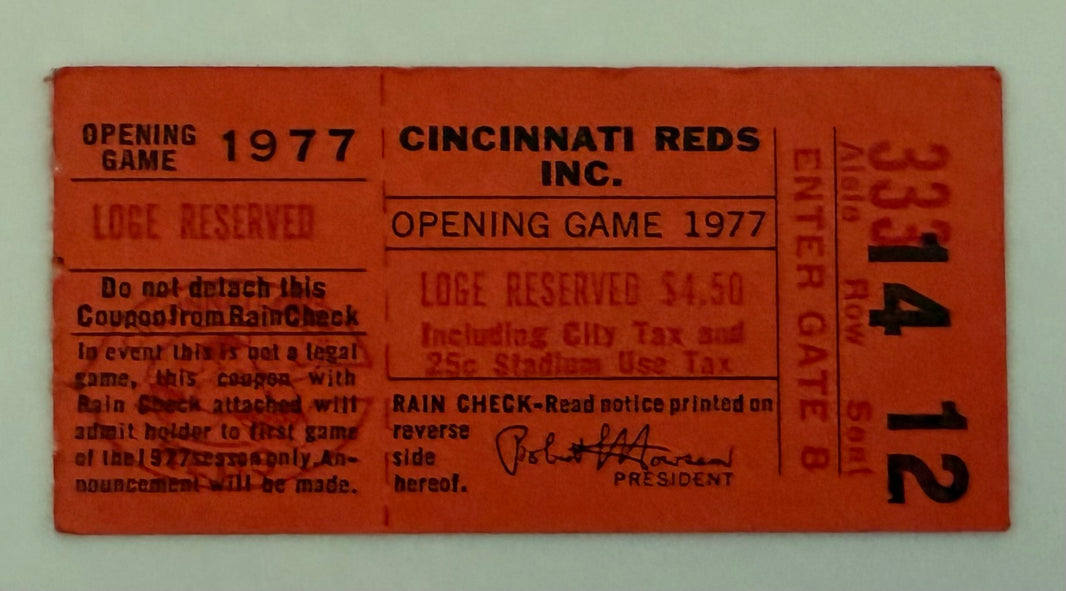 OPENING GAME 1977
LOGE RESERVED
Do not detach this
Coupon from Rain Check
In event this is not a legal
game, this coupon with
Rain Check attached will
admit holder to first game
of the 1977 season only. An-
nouncement will be made.
CINCINNATI REDS
INC.
OPENING GAME 1977
LOGE RESERVED $4.50
Including City Tax and
25c Stadium Use Tax
RAIN CHECK-Read notice printed on
reverse
side
hereof.
Robert L Howsam
PRESIDENT
ENTER GATE 8
Aisle Row Seat
333 14 12